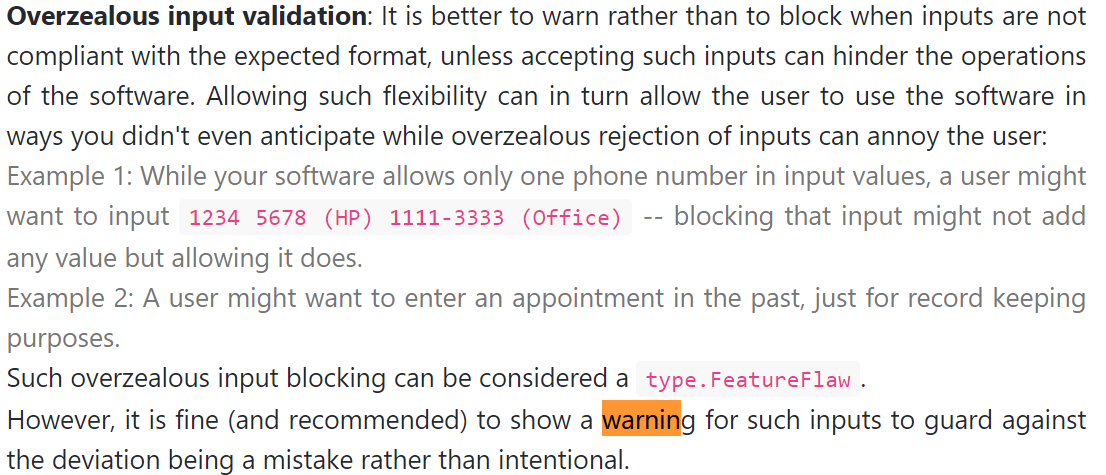 Overzealous input validation: It is better to warn rather than to block when inputs are not
compliant with the expected format, unless accepting such inputs can hinder the operations
of the software. Allowing such flexibility can in turn allow the user to use the software in
ways you didn't even anticipate while overzealous rejection of inputs can annoy the user:
Example 1: While your software allows only one phone number in input values, a user might
want to input 1234 5678 (HP) 1111-3333 (Office) -- blocking that input might not add
any value but allowing it does.
Example 2: A user might want to enter an appointment in the past, just for record keeping
purposes.
Such overzealous input blocking can be considered a type.FeatureFlaw.
However, it is fine (and recommended) to show a warning for such inputs to guard against
the deviation being a mistake rather than intentional.